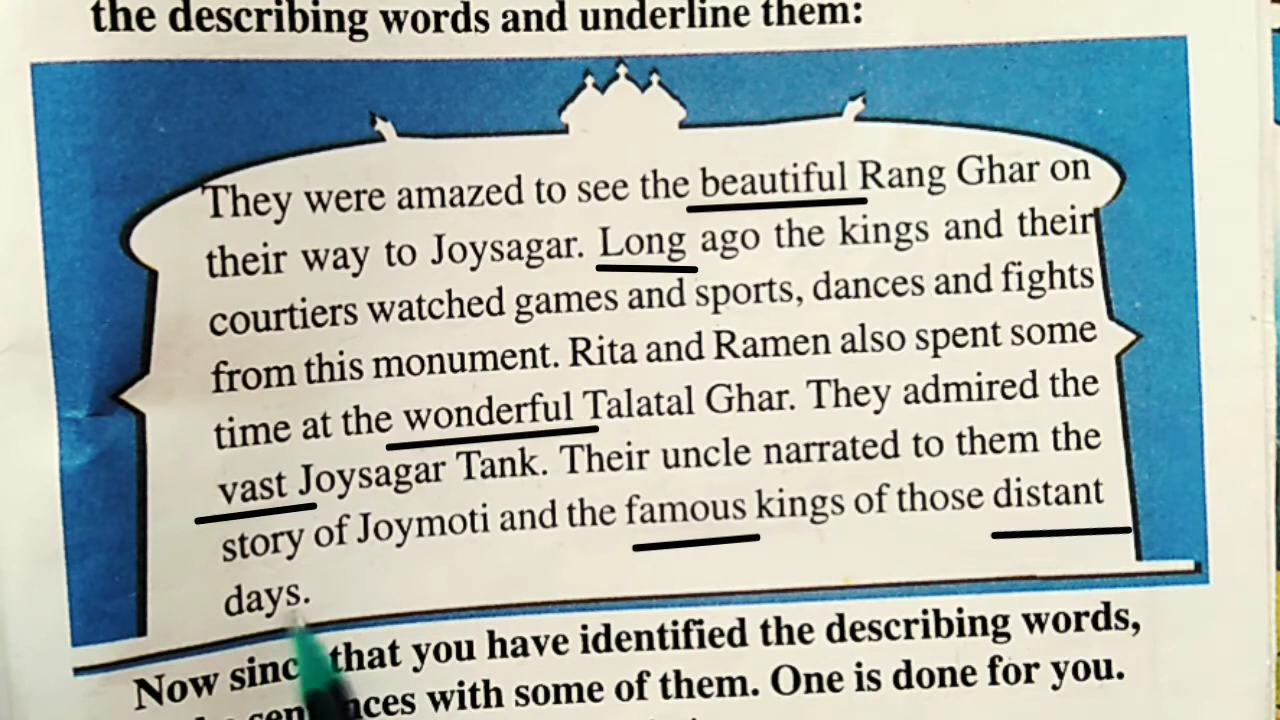 the describing words and underline them:
They were amazed to see the beautiful Rang Ghar on
their way to Joysagar. Long ago the kings and their
courtiers watched games and sports, dances and fights
from this monument. Rita and Ramen also spent some
time at the wonderful Talatal Ghar. They admired the
vast Joysagar Tank. Their uncle narrated to them the
story of Joymoti and the famous kings of those distant
days.
Now that you have identified the describing words,
with some of them. One is done for you.